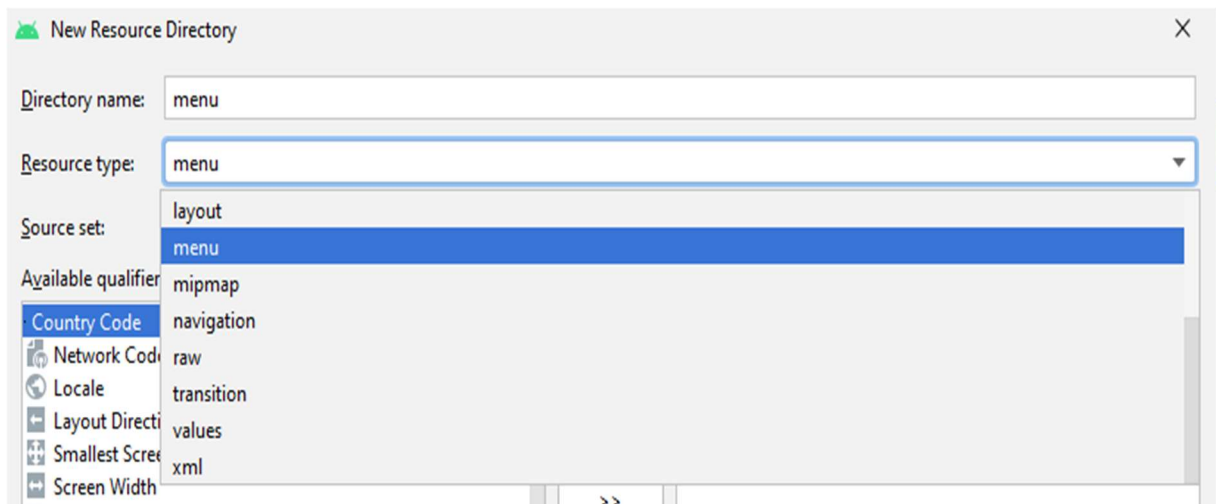 New Resource Directory
Directory name: menu
Resource type: menu
layout
Source set:
menu
Available qualifier
mipmap
Country Code
navigation
Network Cod
raw
Locale
transition
Layout Directi
values
Smallest Scree
xml
Screen Width
>>